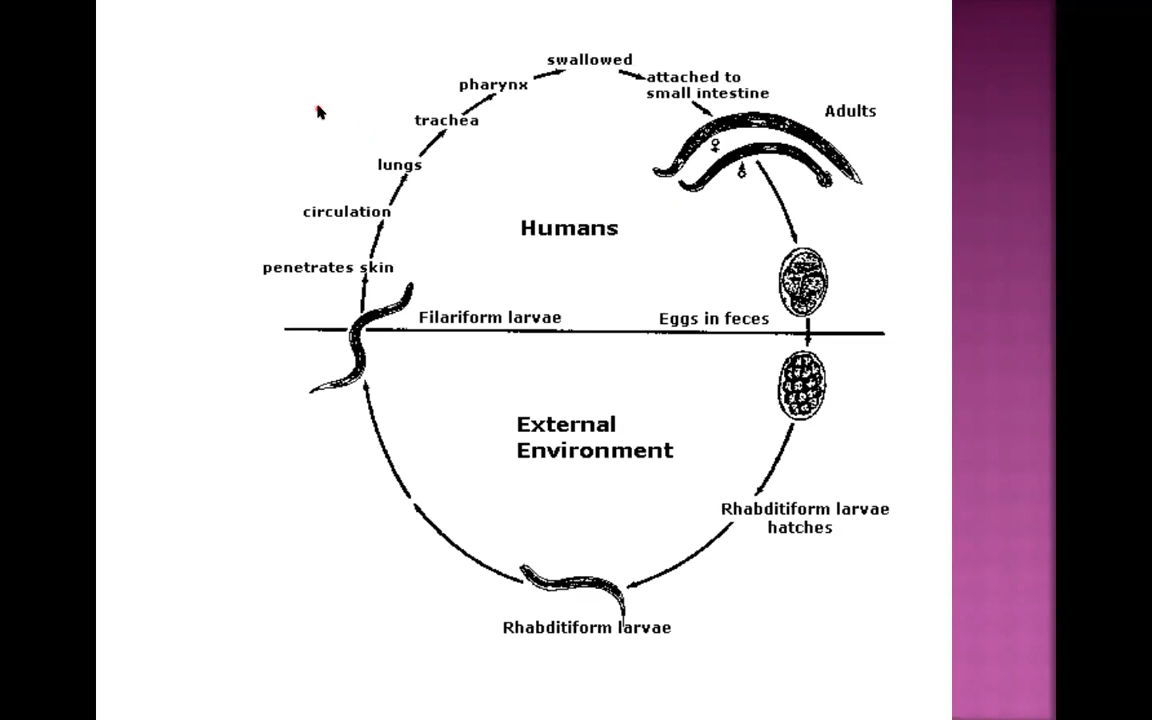 swallowed
attached to
small intestine
pharynx
Adults
trachea
lungs
circulation
Humans
penetrates skin
Filariform larvae
Eggs in feces
External
Environment
Rhabditiform larvae
hatches
Rhabditiform larvae